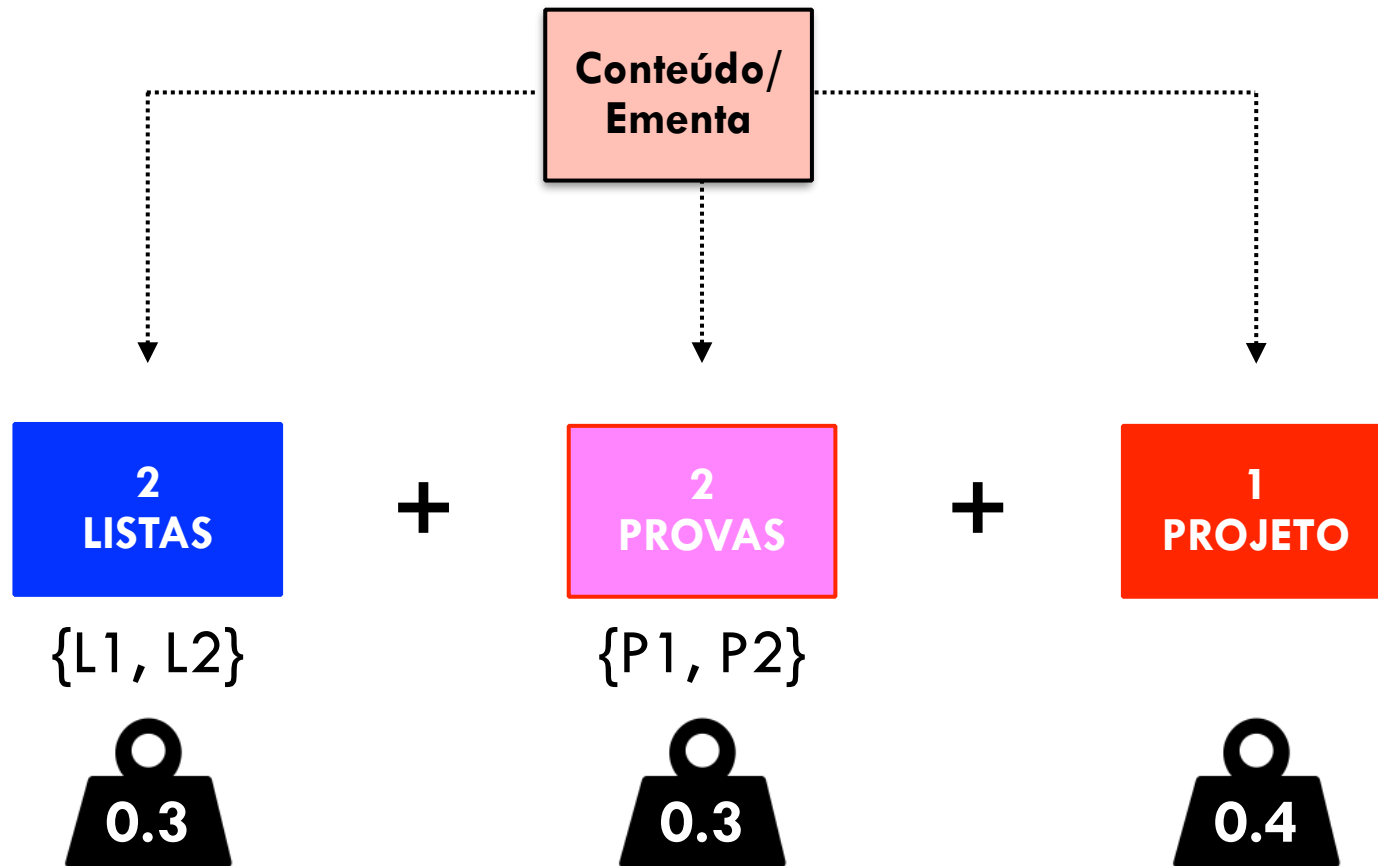 Conteúdo/
Ementa
2
LISTAS
+
2
PROVAS
+
1
PROJETO
{L1, L2}
{P1, P2}
0.3
0.3
0.4